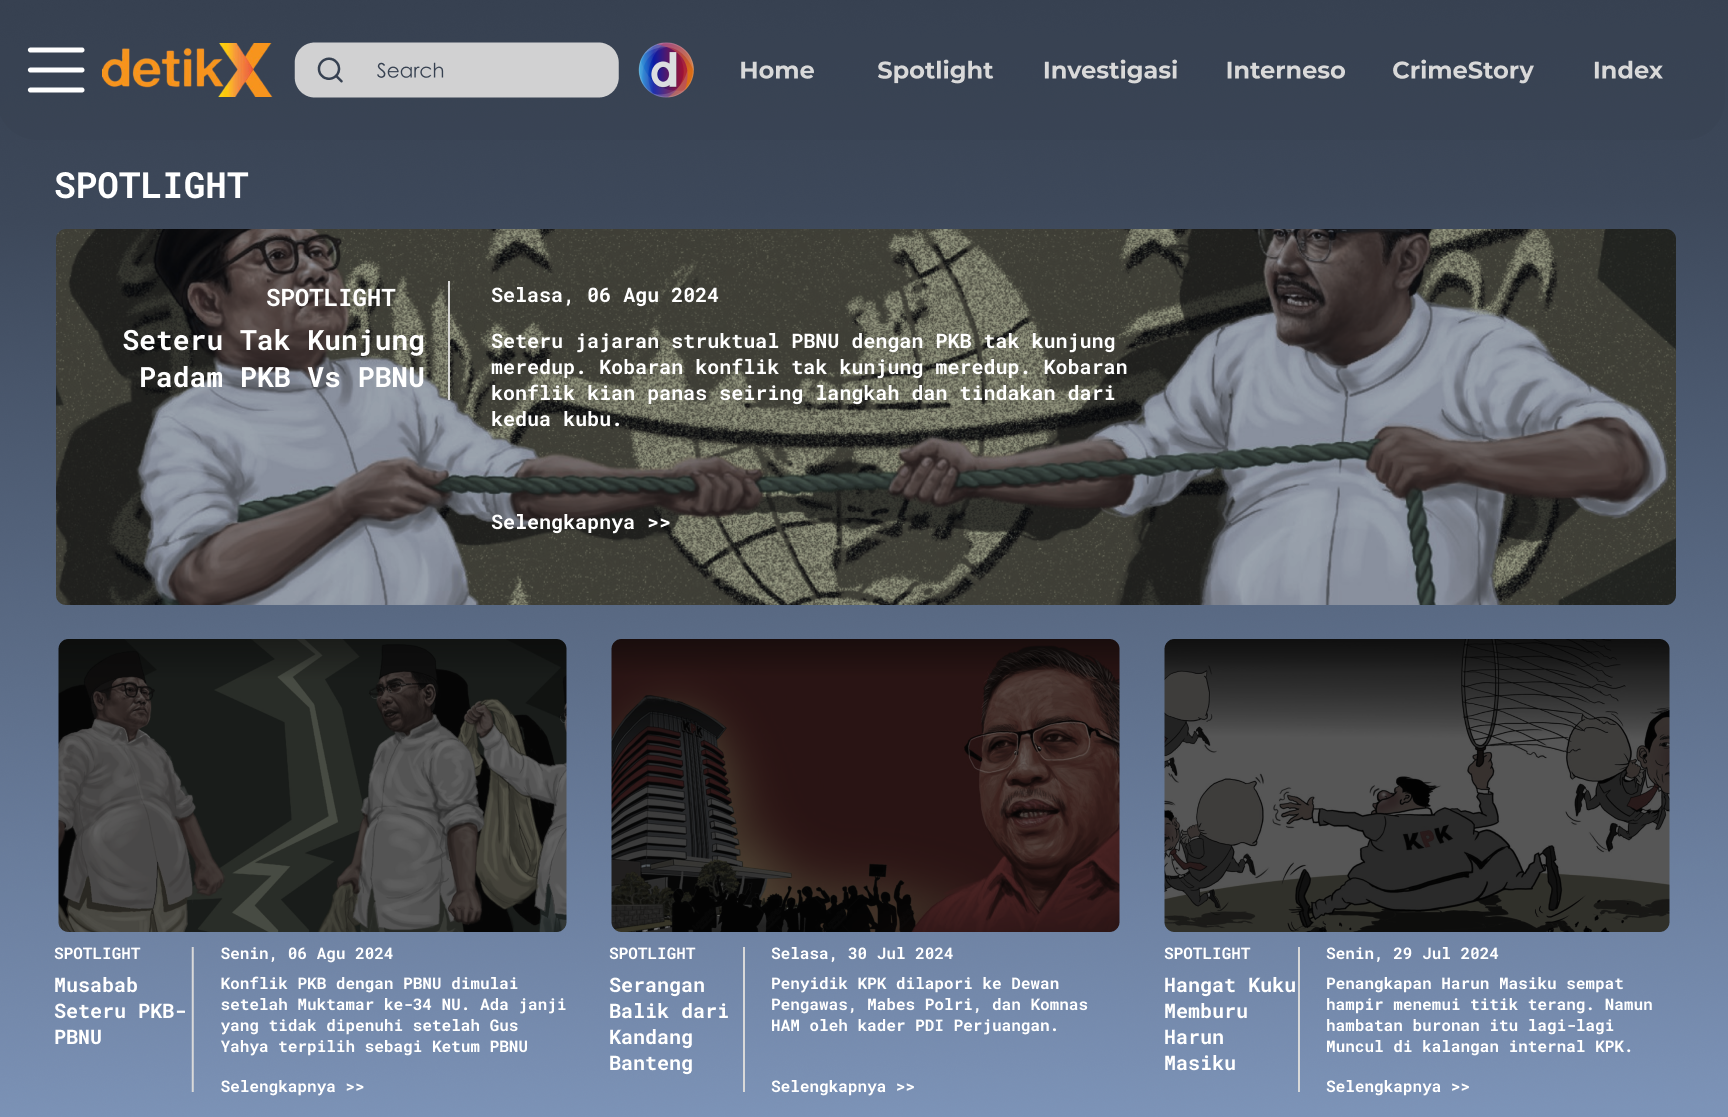 detikX
Search
d
Home
Spotlight
Investigasi
Interneso
CrimeStory
Index
SPOTLIGHT
SPOTLIGHT
Seteru Tak Kunjung
Padam PKB Vs PBNU
Selasa, 06 Agu 2024
Seteru jajaran struktual PBNU dengan PKB tak kunjung
meredup. Kobaran konflik tak kunjung meredup. Kobaran
konflik kian panas seiring langkah dan tindakan dari
kedua kubu.
Selengkapnya >>
KPK
SPOTLIGHT
Musabab
Seteru PKB-
PBNU
Senin, 06 Agu 2024
Konflik PKB dengan PBNU dimulai
setelah Muktamar ke-34 NU. Ada janji
yang tidak dipenuhi setelah Gus
Yahya terpilih sebagi Ketum PBNU
Selengkapnya >>
SPOTLIGHT
Serangan
Balik dari
Kandang
Banteng
Selasa, 30 Jul 2024
Penyidik KPK dilapori ke Dewan
Pengawas, Mabes Polri, dan Komnas
HAM oleh kader PDI Perjuangan.
Selengkapnya >>
SPOTLIGHT
Hangat Kuku
Memburu
Harun
Masiku
Senin, 29 Jul 2024
Penangkapan Harun Masiku sempat
hampir menemui titik terang. Namun
hambatan buronan itu lagi-lagi
Muncul di kalangan internal KPK.
Selengkapnya >>